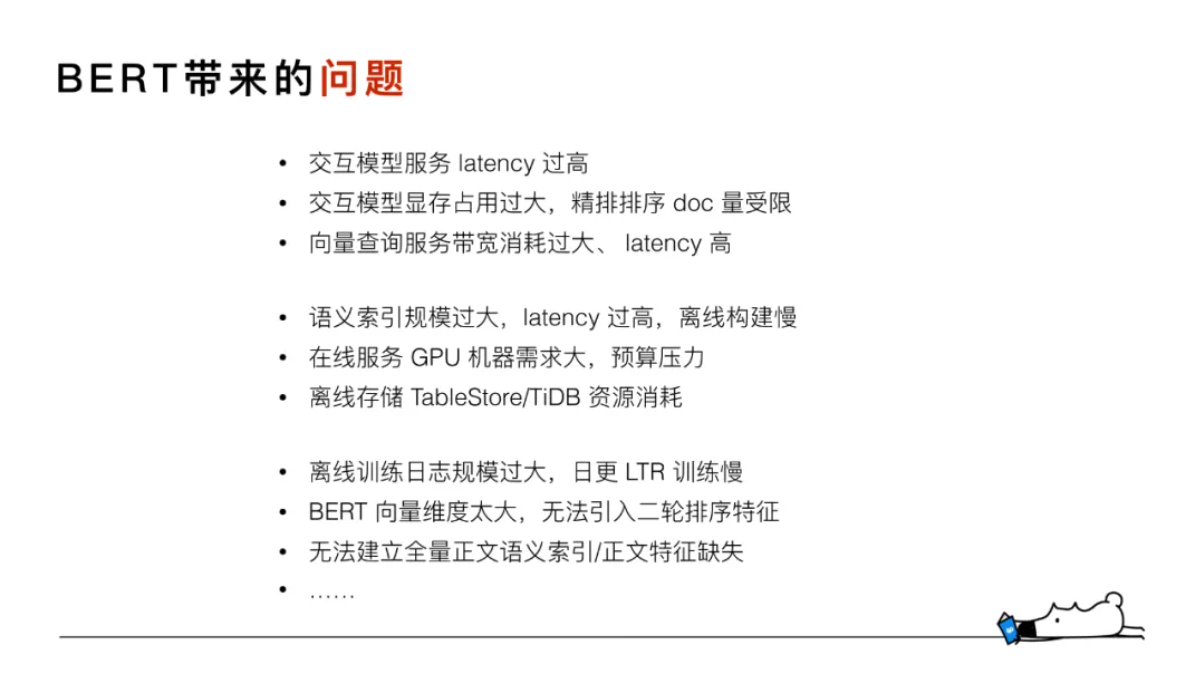 BERT带来的问题
• 交互模型服务 latency 过高
• 交互模型显存占用过大，精排排序 doc 量受限
• 向量查询服务带宽消耗过大、 latency 高
• 语义索引规模过大，latency 过高，离线构建慢
• 在线服务 GPU 机器需求大，预算压力
• 离线存储 TableStore/TiDB 资源消耗
• 离线训练日志规模过大，日更 LTR 训练慢
• BERT 向量维度太大，无法引入二轮排序特征
• 无法建立全量正文语义索引/正文特征缺失
• ……